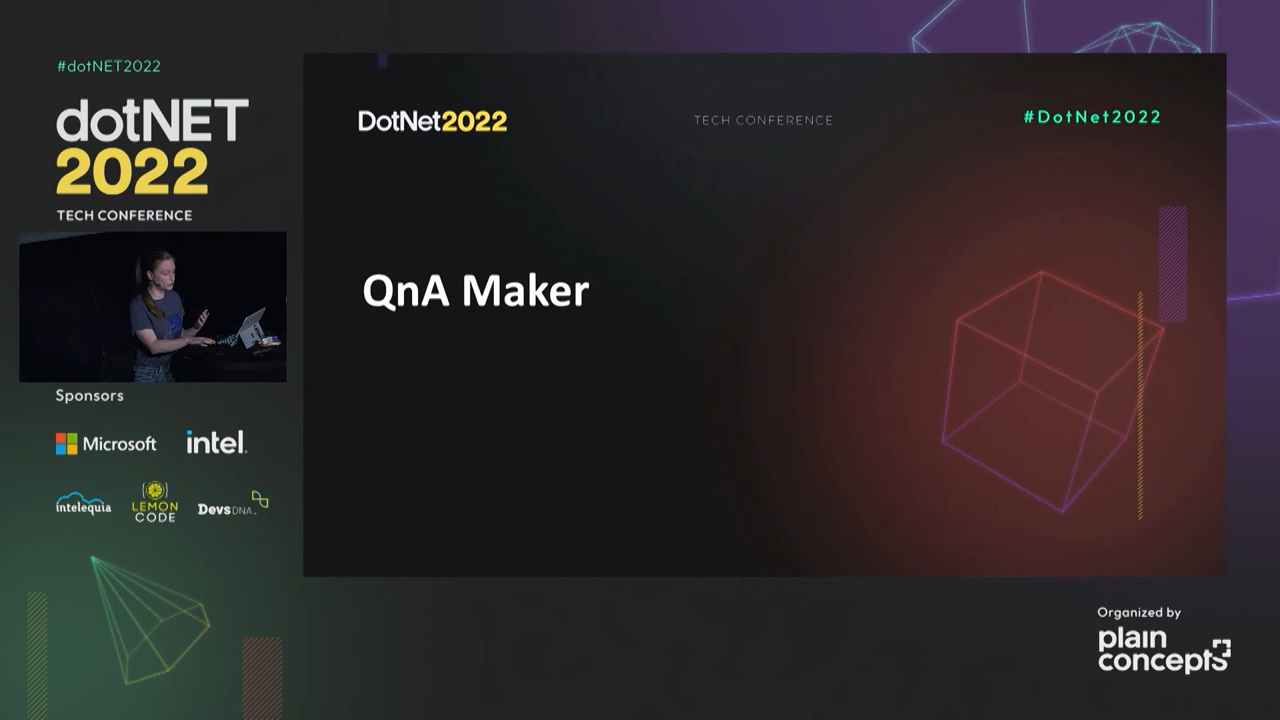 #dotNET2022
dotNET
2022
TECH CONFERENCE
Sponsors
Microsoft
intel.
intelequia
LEMON
CODE
DevsDNA.
DotNet2022
TECH CONFERENCE
#DotNet2022
QnA Maker
Organized by
plain
concepts